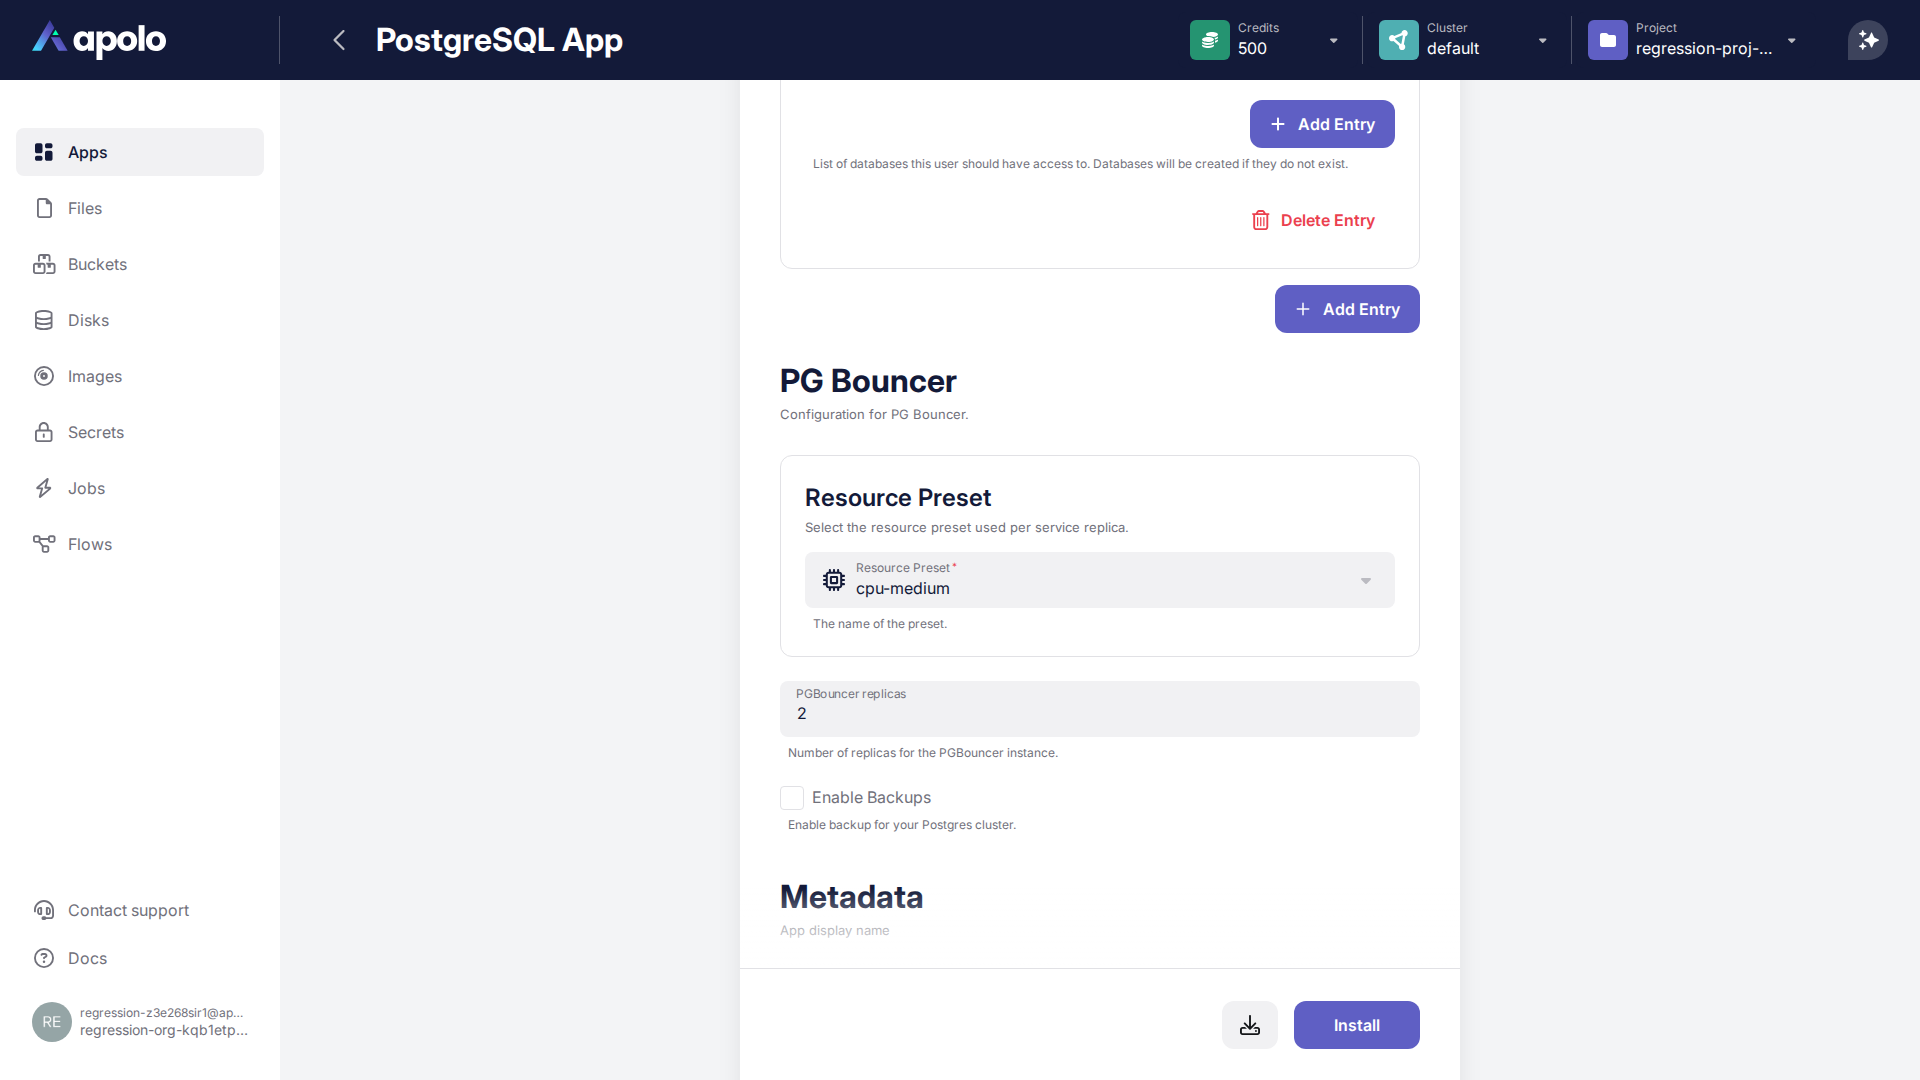 apolo
PostgreSQL App
Credits
500
Cluster
default
Project
regression-proj-...
Apps
Files
Buckets
Disks
Images
Secrets
Jobs
Flows
Contact support
Docs
RE
regression-z3e268sir1@ap...
regression-org-kqb1etp...
Add Entry
List of databases this user should have access to. Databases will be created if they do not exist.
Delete Entry
Add Entry
PG Bouncer
Configuration for PG Bouncer.
Resource Preset
Select the resource preset used per service replica.
Resource Preset *
cpu-medium
The name of the preset.
PGBouncer replicas
2
Number of replicas for the PGBouncer instance.
Enable Backups
Enable backup for your Postgres cluster.
Metadata
App display name
Install